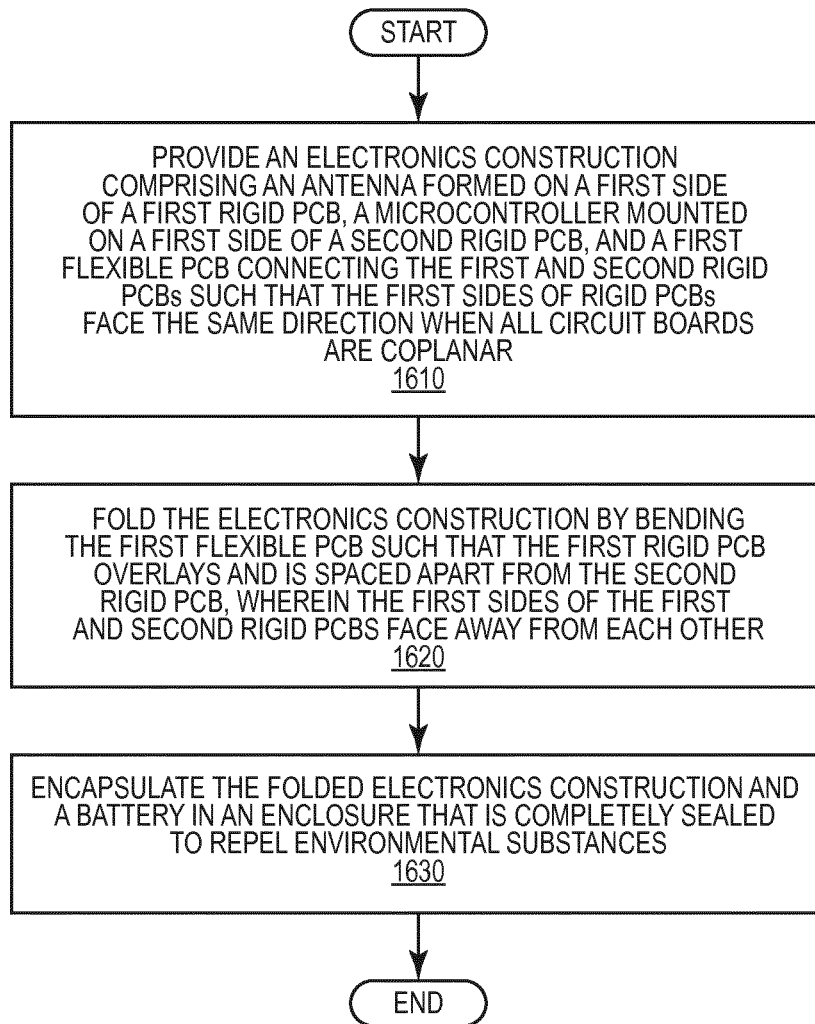 START
PROVIDE AN ELECTRONICS CONSTRUCTION
COMPRISING AN ANTENNA FORMED ON A FIRST SIDE
OF A FIRST RIGID PCB, A MICROCONTROLLER MOUNTED
ON A FIRST SIDE OF A SECOND RIGID PCB, AND A FIRST
FLEXIBLE PCB CONNECTING THE FIRST AND SECOND RIGID
PCBs SUCH THAT THE FIRST SIDES OF RIGID PCBs
FACE THE SAME DIRECTION WHEN ALL CIRCUIT BOARDS
ARE COPLANAR
1610
FOLD THE ELECTRONICS CONSTRUCTION BY BENDING
THE FIRST FLEXIBLE PCB SUCH THAT THE FIRST RIGID PCB
OVERLAYS AND IS SPACED APART FROM THE SECOND
RIGID PCB, WHEREIN THE FIRST SIDES OF THE FIRST
AND SECOND RIGID PCBS FACE AWAY FROM EACH OTHER
1620
ENCAPSULATE THE FOLDED ELECTRONICS CONSTRUCTION AND
A BATTERY IN AN ENCLOSURE THAT IS COMPLETELY SEALED
TO REPEL ENVIRONMENTAL SUBSTANCES
1630
END